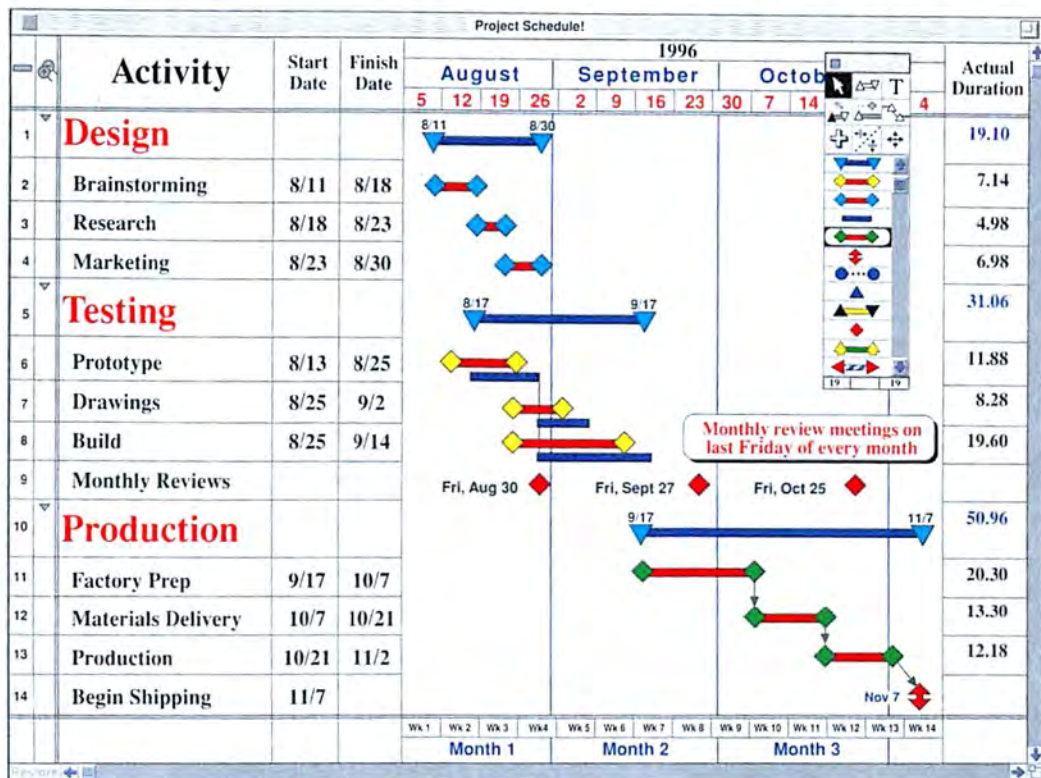 Project Schedule!
Activity
Start Date
Finish Date
1996
August September Octob
5 12 19 26 2 9 16 23 30 7 14 4
Actual Duration
T
1 Design 8/11 8/30 19.10
2 Brainstorming 8/11 8/18 7.14
3 Research 8/18 8/23 4.98
4 Marketing 8/23 8/30 6.98
5 Testing 8/17 9/17 31.06
6 Prototype 8/13 8/25 11.88
7 Drawings 8/25 9/2 8.28
8 Build 8/25 9/14 19.60
19 19
Monthly review meetings on
last Friday of every month
9 Monthly Reviews Fri, Aug 30 Fri, Sept 27 Fri, Oct 25
10 Production 9/17 11/7 50.96
11 Factory Prep 9/17 10/7 20.30
12 Materials Delivery 10/7 10/21 13.30
13 Production 10/21 11/2 12.18
14 Begin Shipping 11/7 Nov 7
Wk 1 Wk 2 Wk 3 Wk4 Wk 5 Wk 6 Wk 7 Wk 8 Wk 9 Wk 10 Wk 11 Wk 12 Wk 13 Wk 14
Month 1 Month 2 Month 3